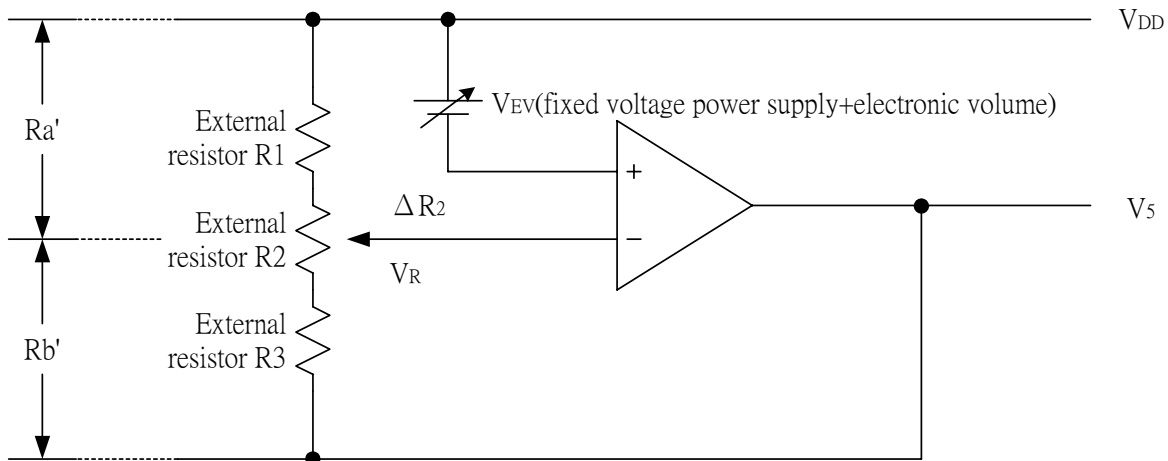 VDD
VEV(fixed voltage power supply+electronic volume)
Ra'
External
resistor R1
+
ΔR2
V5
External
resistor R2
−
VR
External
resistor R3
Rb'